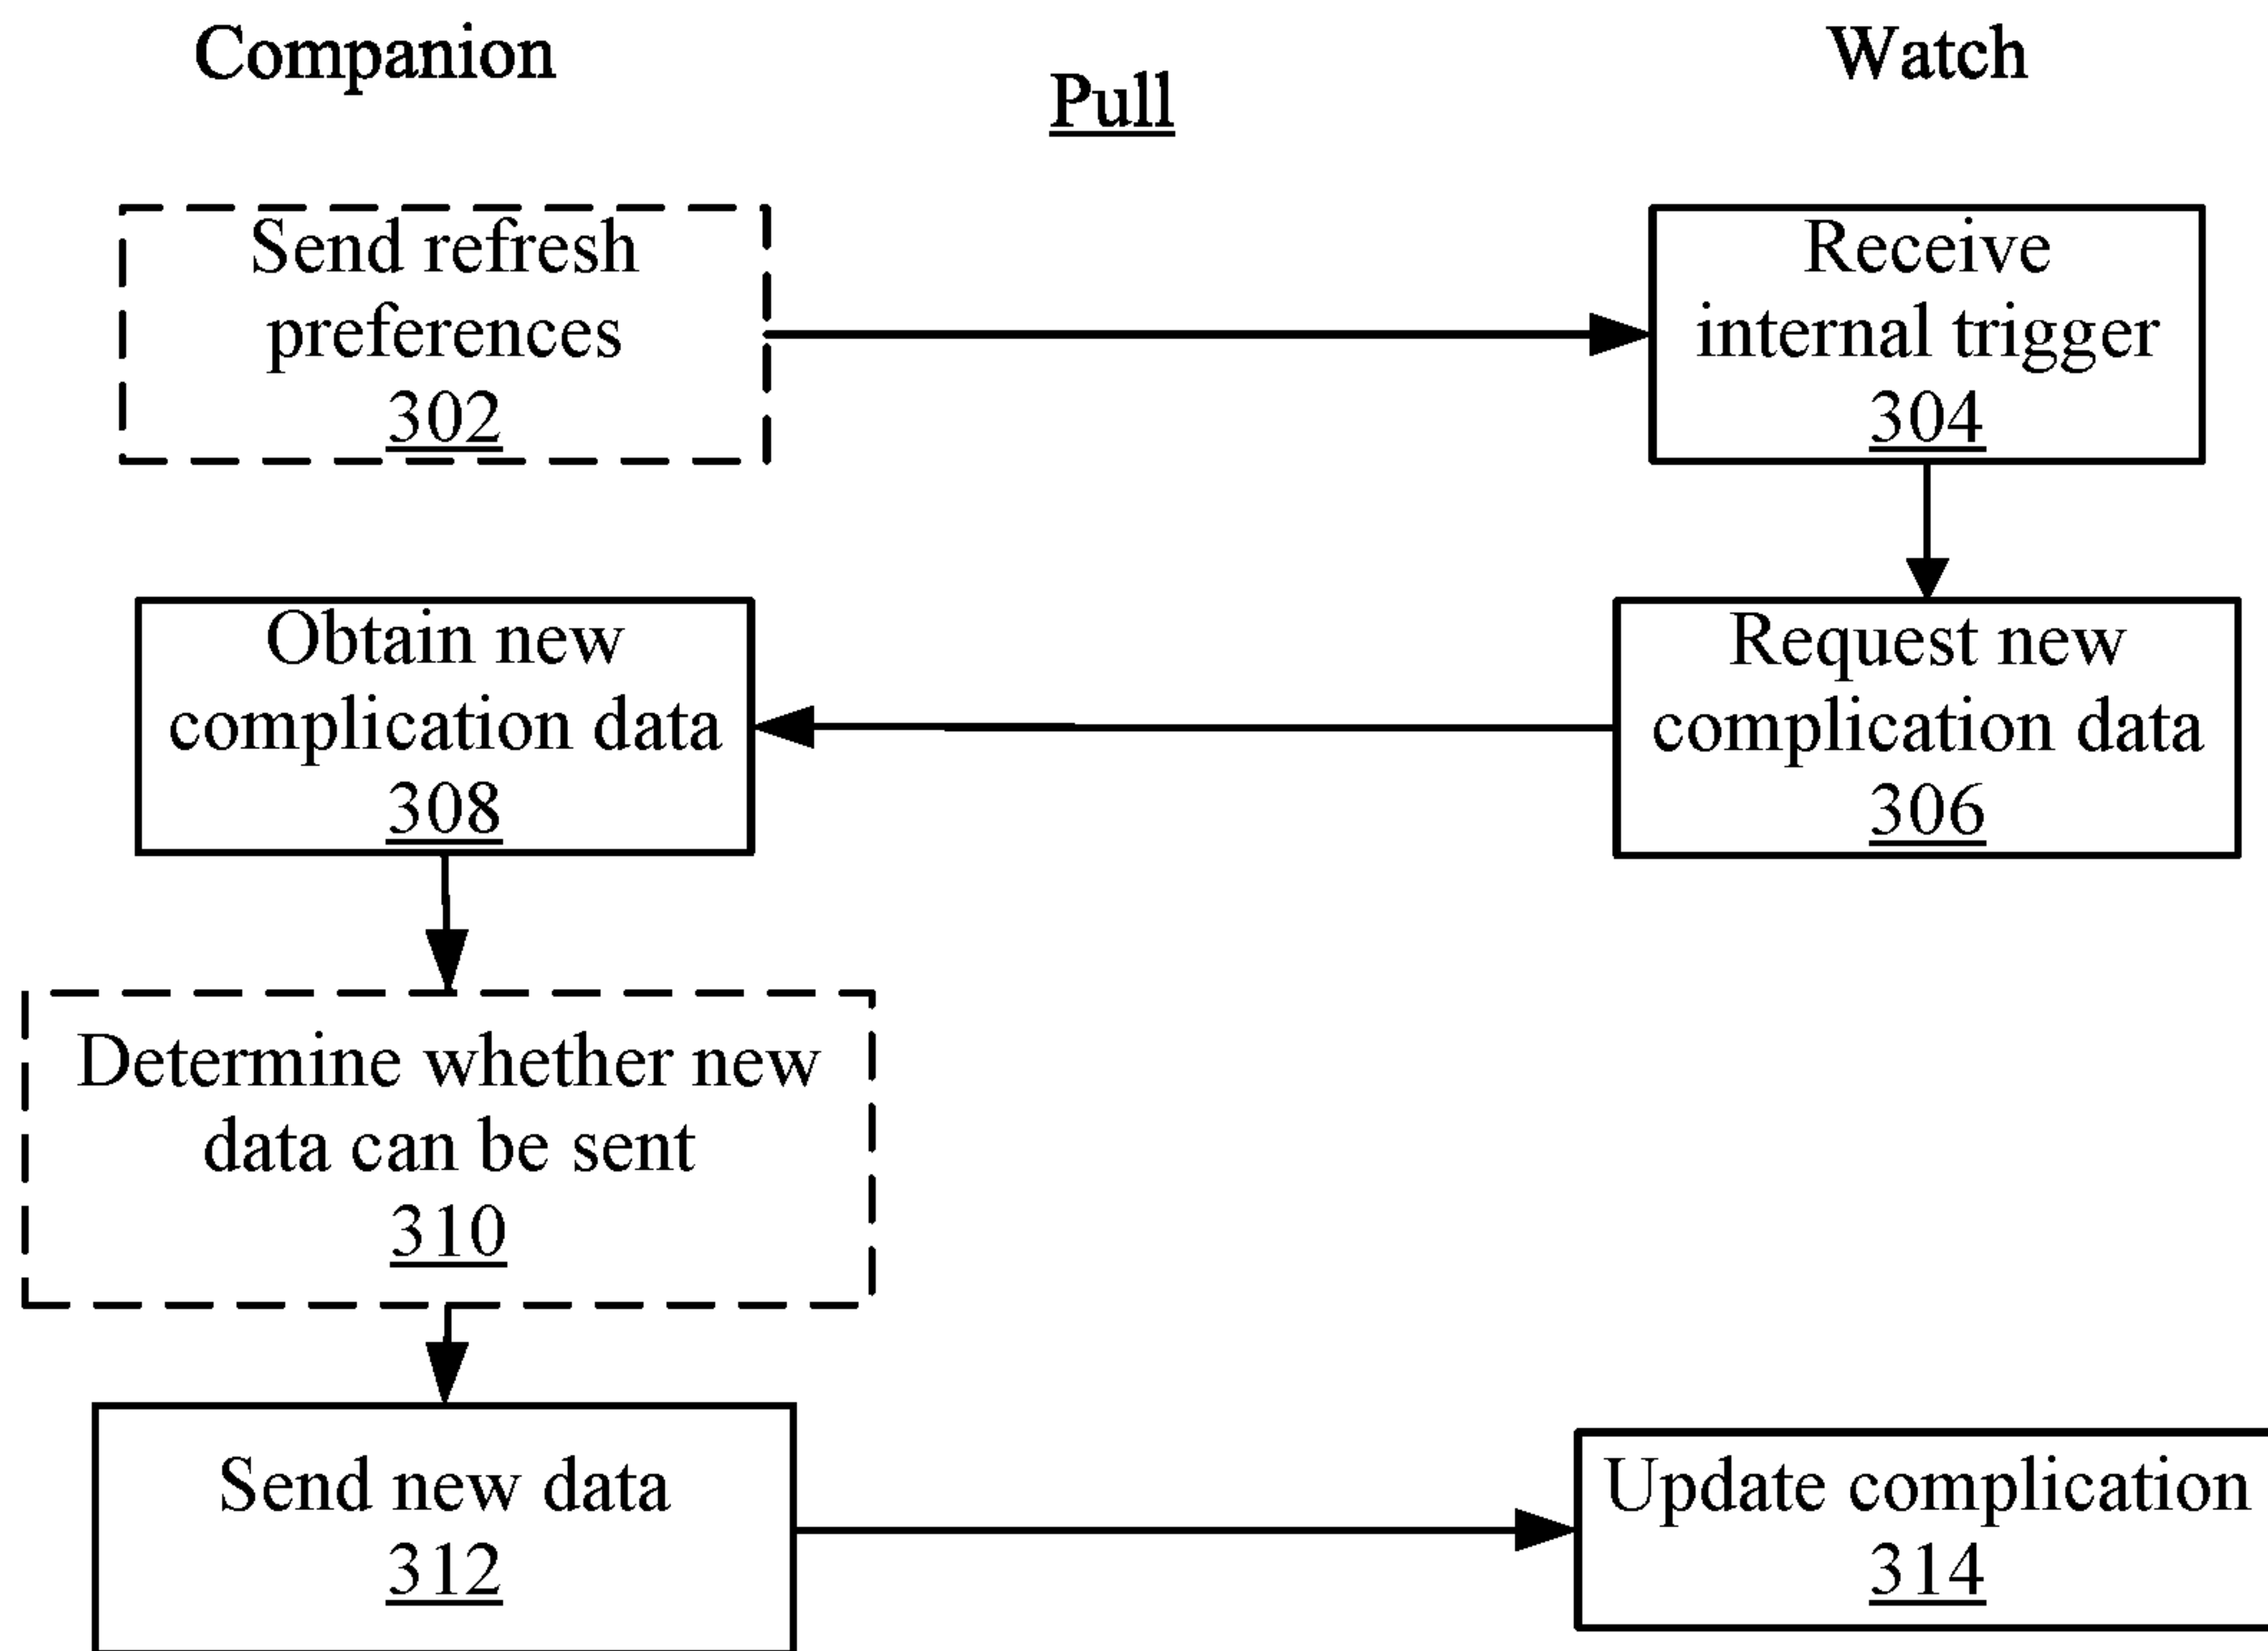 Companion
Pull
Watch
Send refresh
preferences
302
Receive
internal trigger
304
Obtain new
complication data
308
Request new
complication data
306
Determine whether new
data can be sent
310
Send new data
312
Update complication
314